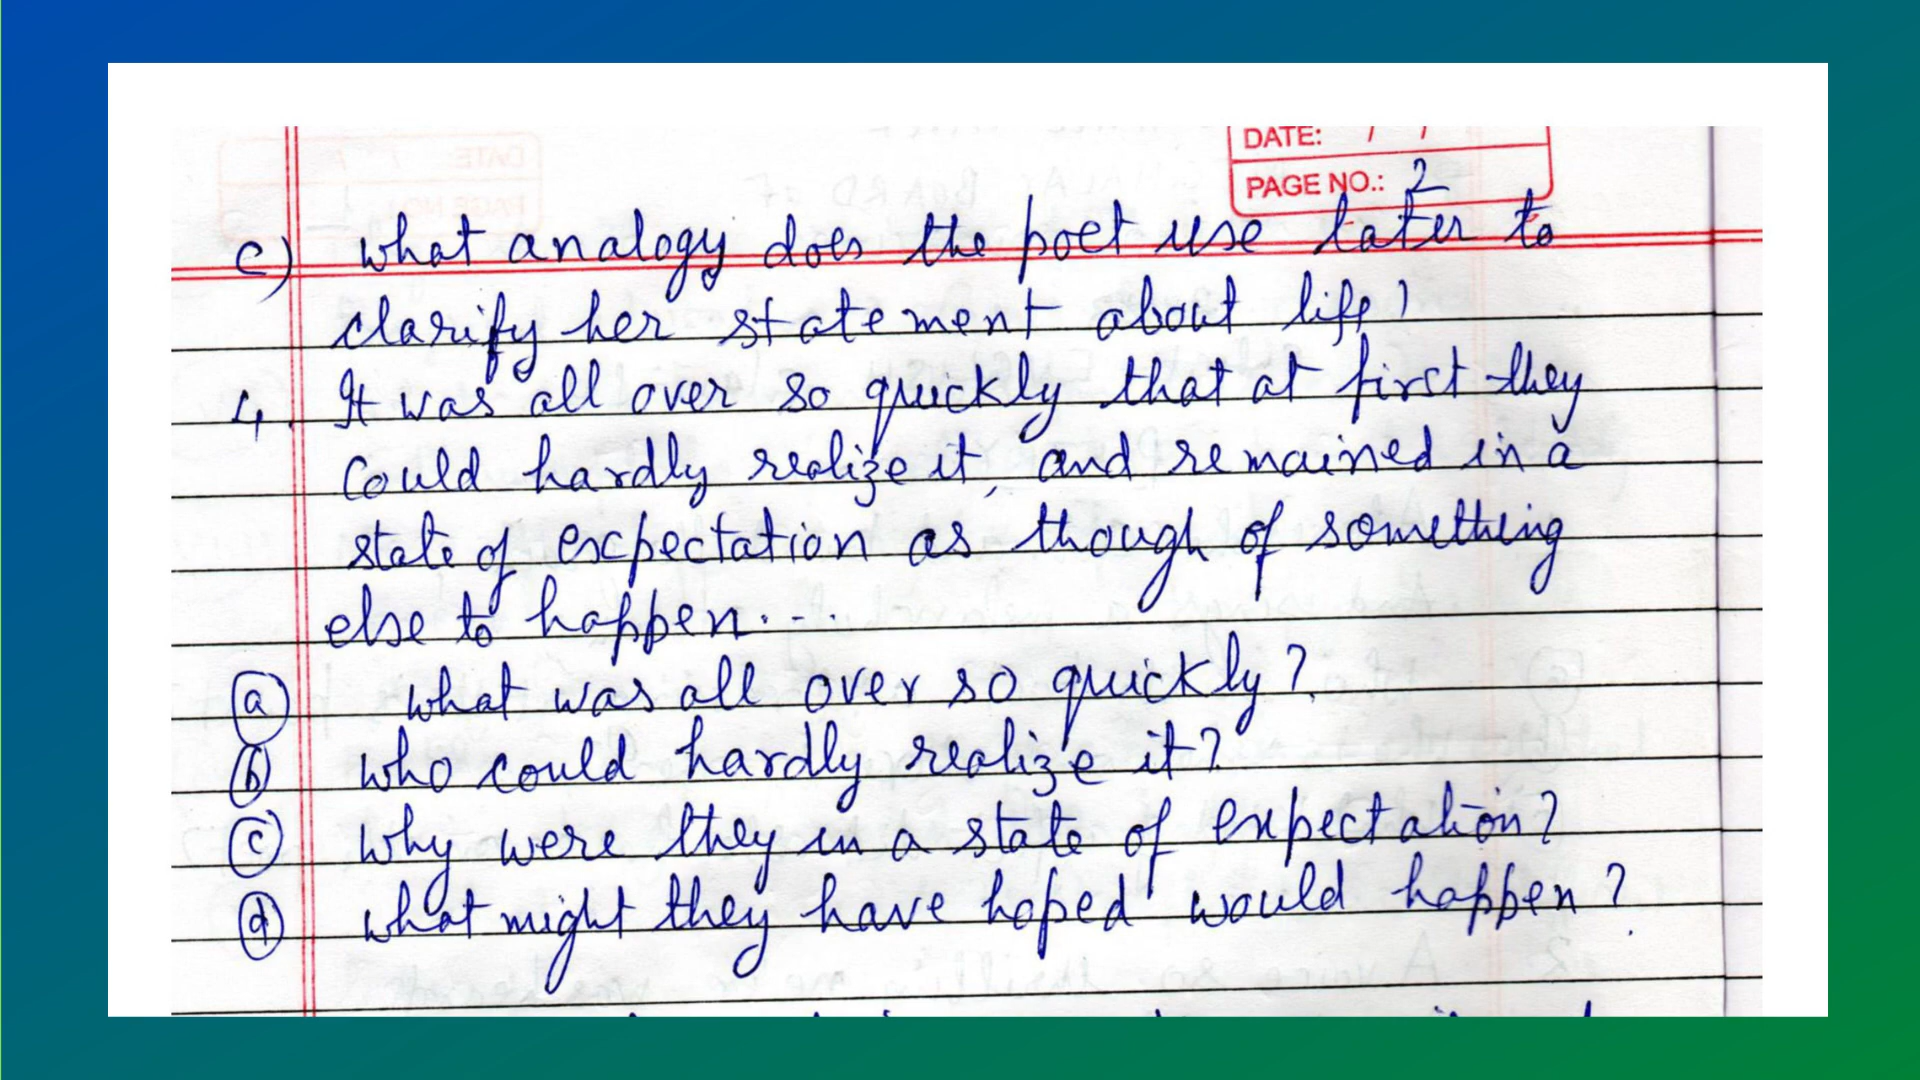 DATE: / /
PAGE NO.: 2
c) what analogy does the poet use later to
clarify her statement about life?
4. It was all over so quickly that at first they
could hardly realize it, and remained in a
state of expectation as though of something
else to happen....
(a) what was all over so quickly?
(b) who could hardly realize it?
(c) why were they in a state of expectation?
(d) what might they have hoped would happen?